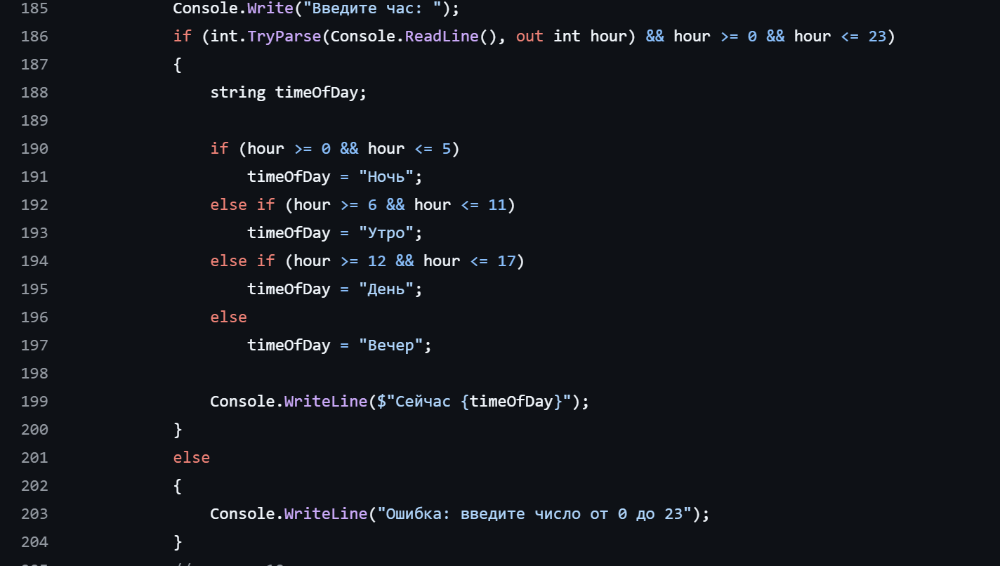 185 Console.Write("Введите час: ");
186 if (int.TryParse(Console.ReadLine(), out int hour) && hour >= 0 && hour <= 23)
187 {
188 string timeOfDay;
189
190 if (hour >= 0 && hour <= 5)
191 timeOfDay = "Ночь";
192 else if (hour >= 6 && hour <= 11)
193 timeOfDay = "Утро";
194 else if (hour >= 12 && hour <= 17)
195 timeOfDay = "День";
196 else
197 timeOfDay = "Вечер";
198
199 Console.WriteLine($"Сейчас {timeOfDay}");
200 }
201 else
202 {
203 Console.WriteLine("Ошибка: введите число от 0 до 23");
204 }